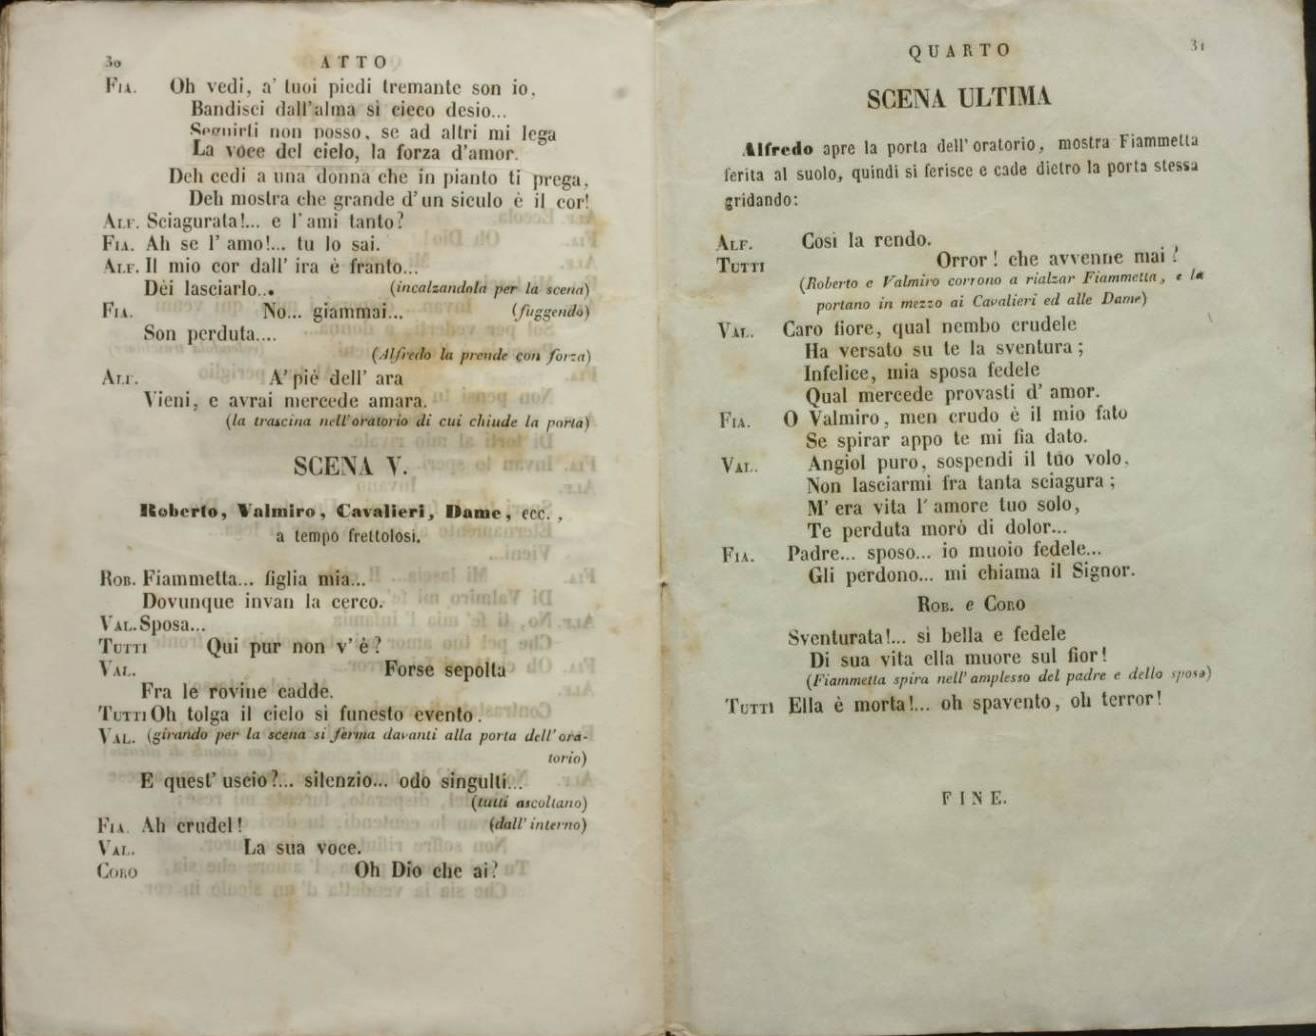 30
ATTO
FIA. Oh vedi, a' tuoi piedi tremante son io,
Bandisci dall'alma sì cieco desio...
Seguirti non posso, se ad altri mi lega
La voce del cielo, la forza d'amor.
Deh cedi a una donna che in pianto ti prega,
Deh mostra che grande d'un siculo è il cor!
ALF. Sciagurata!... e l'ami tanto?
FIA. Ah se l'amo!... tu lo sai.
ALF. Il mio cor dall'ira è franto...
Dèi lasciarlo... (incalzandola per la scena)
FIA. No... giammai... (fuggendo)
Son perduta....
(Alfredo la prende con forza)
ALF. A' piè dell'ara
Vieni, e avrai mercede amara.
(la trascina nell'oratorio di cui chiude la porta)
SCENA V.
Roberto, Valmiro, Cavalieri, Dame, ecc.,
a tempo frettolosi.
ROB. Fiammetta... figlia mia...
Dovunque invan la cerco.
VAL. Sposa...
TUTTI Qui pur non v'è?
VAL. Forse sepolta
Fra le rovine cadde.
TUTTI Oh tolga il cielo sì funesto evento.
VAL. (girando per la scena si ferma davanti alla porta dell'ora-
torio)
E quest'uscio?... silenzio... odo singulti...
(tutti ascoltano)
FIA. Ah crudel! (dall'interno)
VAL. La sua voce.
CORO Oh Dio che ai?
QUARTO
31
SCENA ULTIMA
Alfredo apre la porta dell'oratorio, mostra Fiammetta
ferita al suolo, quindi si ferisce e cade dietro la porta stessa
gridando:
ALF. Così la rendo.
TUTTI Orror! che avvenne mai?
(Roberto e Valmiro corrono a rialzar Fiammetta, e la
portano in mezzo ai Cavalieri ed alle Dame)
VAL. Caro fiore, qual nembo crudele
Ha versato su te la sventura;
Infelice, mia sposa fedele
Qual mercede provasti d'amor.
FIA. O Valmiro, men crudo è il mio fato
Se spirar appo te mi fia dato.
VAL. Angiol puro, sospendi il tuo volo,
Non lasciarmi fra tanta sciagura;
M'era vita l'amore tuo solo,
Te perduta morò di dolor...
FIA. Padre... sposo... io muoio fedele...
Gli perdono... mi chiama il Signor.
ROB. e CORO
Sventurata!... sì bella e fedele
Di sua vita ella muore sul fior!
(Fiammetta spira nell'amplesso del padre e dello sposo)
TUTTI Ella è morta!... oh spavento, oh terror!
FINE.